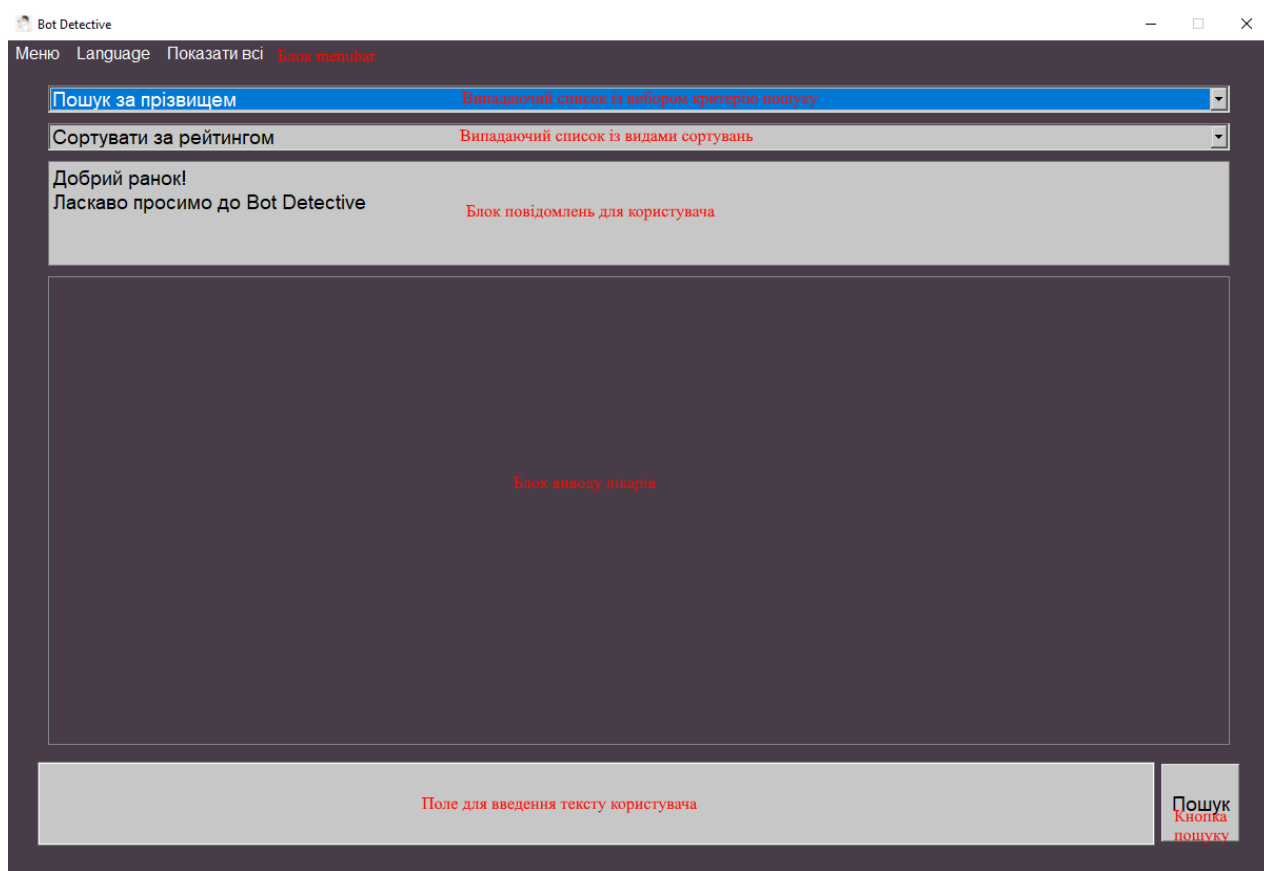 Bot Detective
Меню Language Показати всі Блок menubar
Пошук за прізвищем Випадаючий список із вибором критерію пошуку
Сортувати за рейтингом Випадаючий список із видами сортувань
Добрий ранок!
Ласкаво просимо до Bot Detective
Блок повідомлень для користувача
Блок виводу лікарів
Поле для введення тексту користувача
Пошук
Кнопка
пошуку